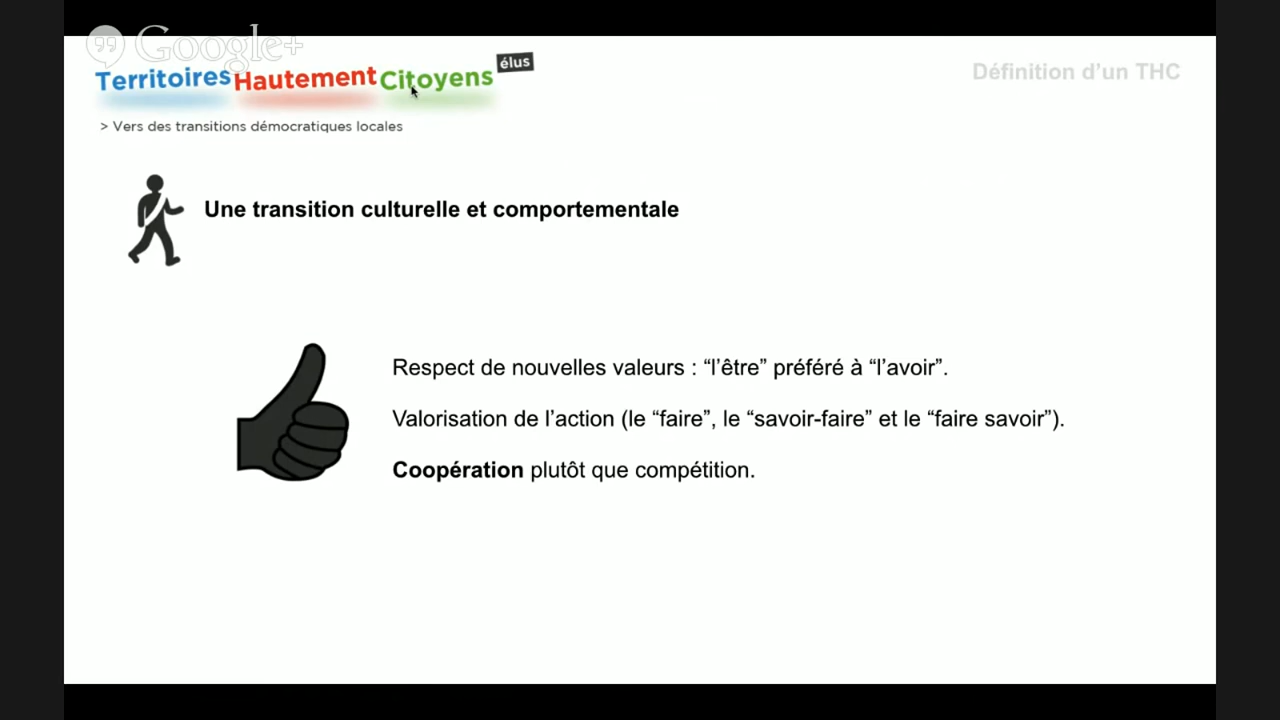 Google+
Territoires Hautement Citoyens élus
Définition d’un THC
> Vers des transitions démocratiques locales
Une transition culturelle et comportementale
Respect de nouvelles valeurs : “l’être” préféré à “l’avoir”.
Valorisation de l’action (le “faire”, le “savoir-faire” et le “faire savoir”).
Coopération plutôt que compétition.